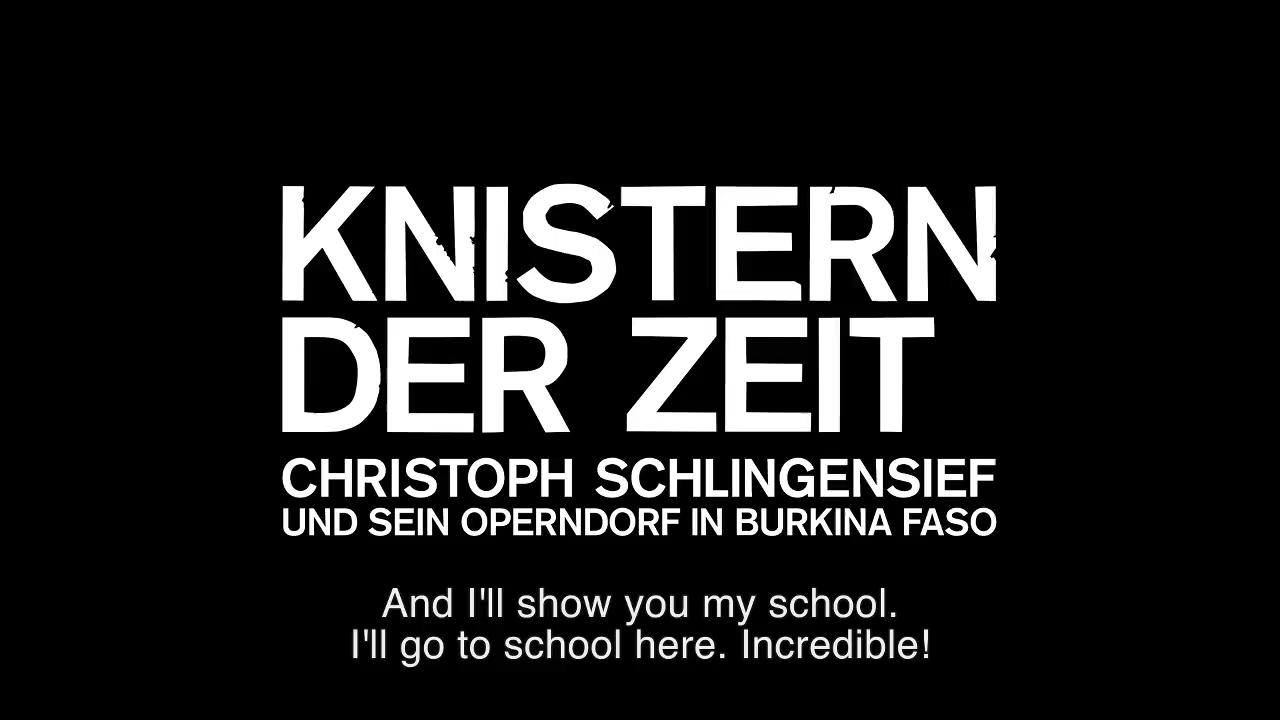 KNISTERN
DER ZEIT
CHRISTOPH SCHLINGENSIEF
UND SEIN OPERNDORF IN BURKINA FASO
And I'll show you my school.
I'll go to school here. Incredible!